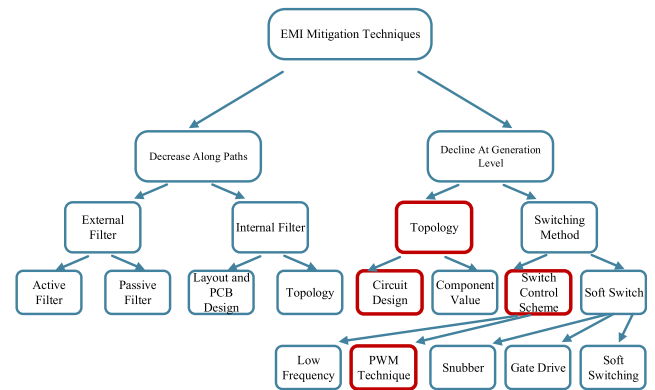 EMI Mitigation Techniques
Decrease Along Paths
Decline At Generation
Level
External
Filter
Internal Filter
Topology
Switching
Method
Active
Filter
Passive
Filter
Layout and
PCB
Design
Topology
Circuit
Design
Component
Value
Switch
Control
Scheme
Soft Switch
Low
Frequency
PWM
Technique
Snubber
Gate Drive
Soft
Switching